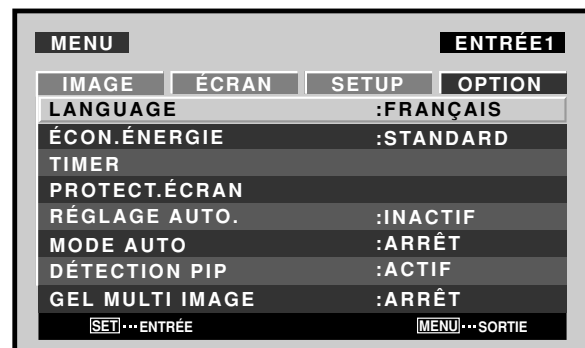 MENU ENTRÉE1
IMAGE ÉCRAN SETUP OPTION
LANGUAGE :FRANÇAIS
ÉCON.ÉNERGIE :STANDARD
TIMER
PROTECT.ÉCRAN
RÉGLAGE AUTO. :INACTIF
MODE AUTO :ARRÊT
DÉTECTION PIP :ACTIF
GEL MULTI IMAGE :ARRÊT
SET···ENTRÉE MENU···SORTIE